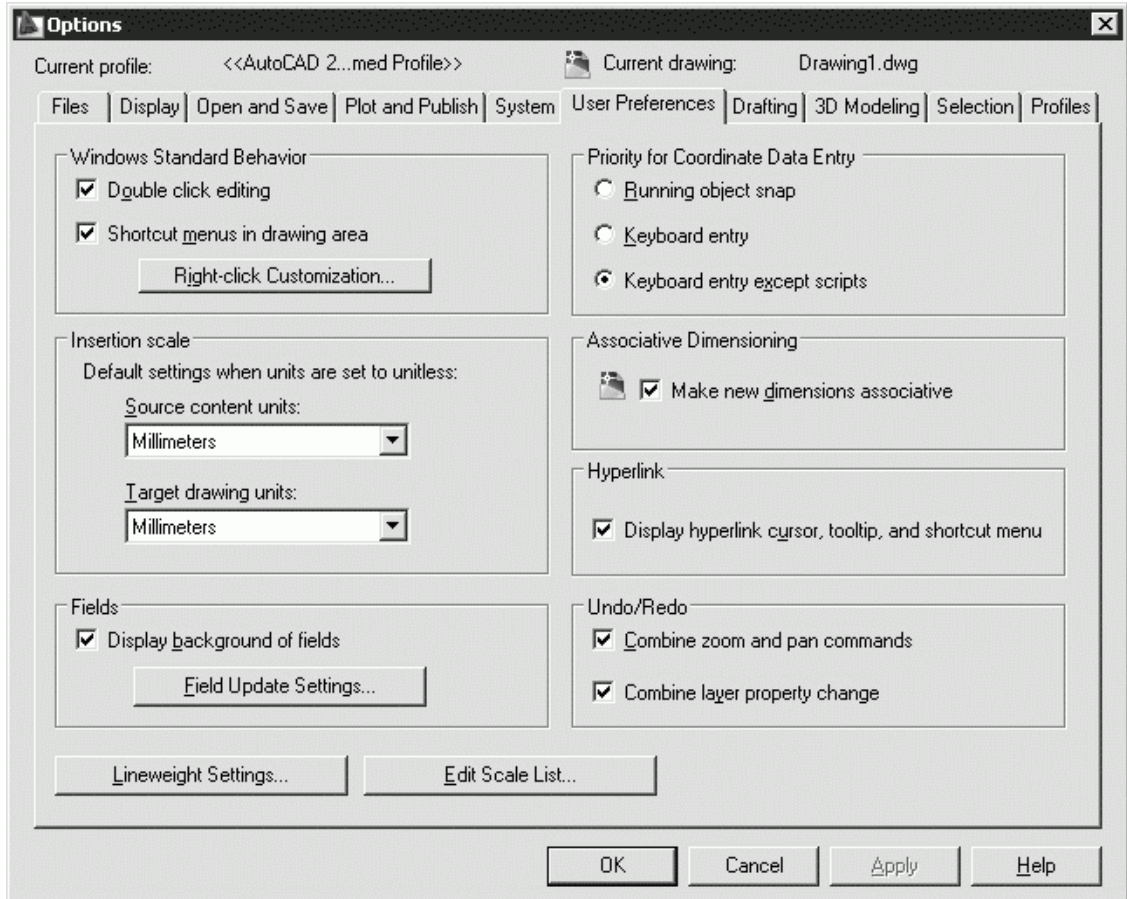 Options
Current profile: <<AutoCAD 2...med Profile>> Current drawing: Drawing1.dwg
Files Display Open and Save Plot and Publish System User Preferences Drafting 3D Modeling Selection Profiles
Windows Standard Behavior
Double click editing
Shortcut menus in drawing area
Right-click Customization...
Insertion scale
Default settings when units are set to unitless:
Source content units:
Millimeters
Target drawing units:
Millimeters
Fields
Display background of fields
Field Update Settings...
Priority for Coordinate Data Entry
Running object snap
Keyboard entry
Keyboard entry except scripts
Associative Dimensioning
Make new dimensions associative
Hyperlink
Display hyperlink cursor, tooltip, and shortcut menu
Undo/Redo
Combine zoom and pan commands
Combine layer property change
Lineweight Settings... Edit Scale List...
OK Cancel Apply Help